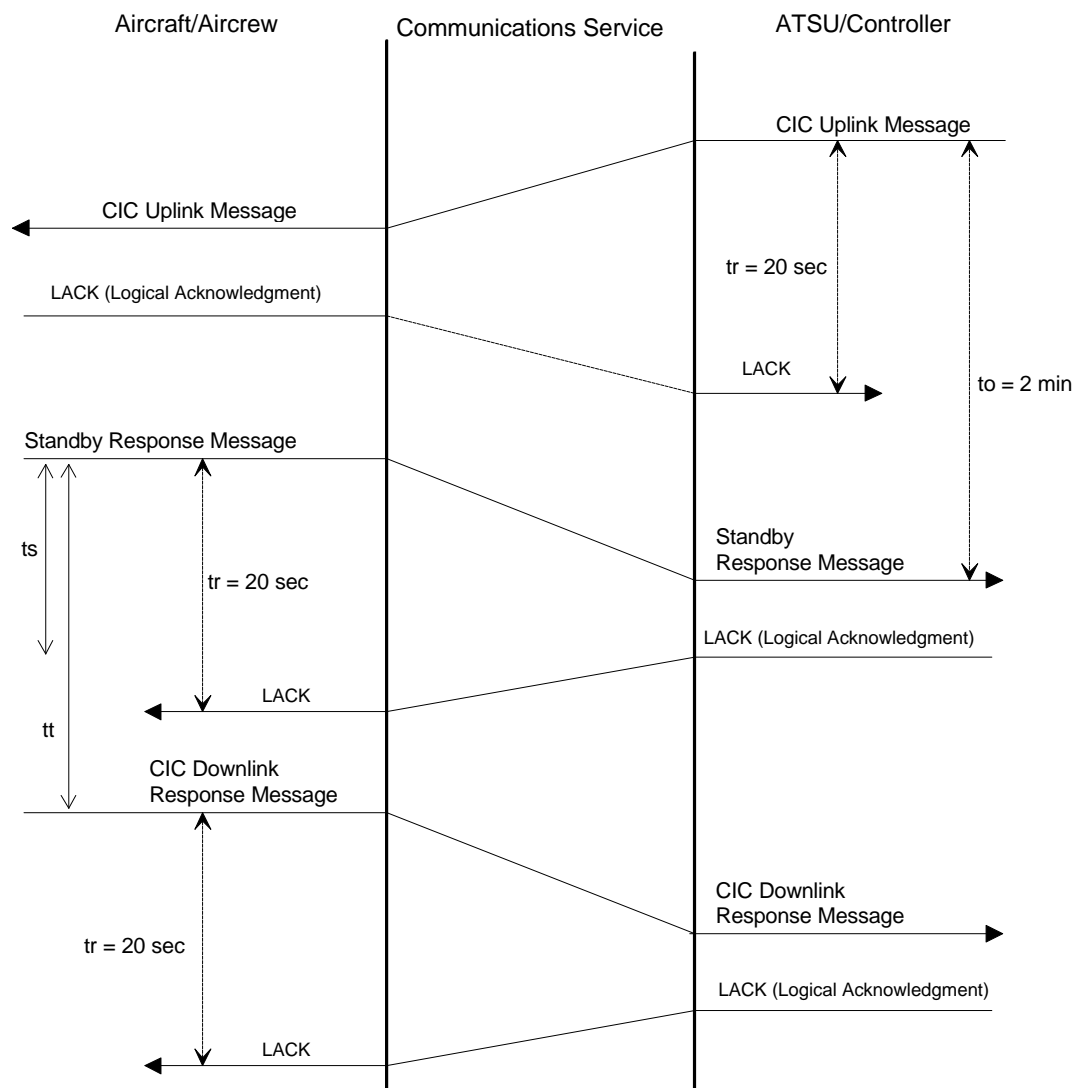 Aircraft/Aircrew
Communications Service
ATSU/Controller
CIC Uplink Message
CIC Uplink Message
tr = 20 sec
LACK (Logical Acknowledgment)
LACK
to = 2 min
Standby Response Message
ts
tr = 20 sec
Standby
Response Message
LACK (Logical Acknowledgment)
LACK
tt
CIC Downlink
Response Message
CIC Downlink
Response Message
tr = 20 sec
LACK (Logical Acknowledgment)
LACK